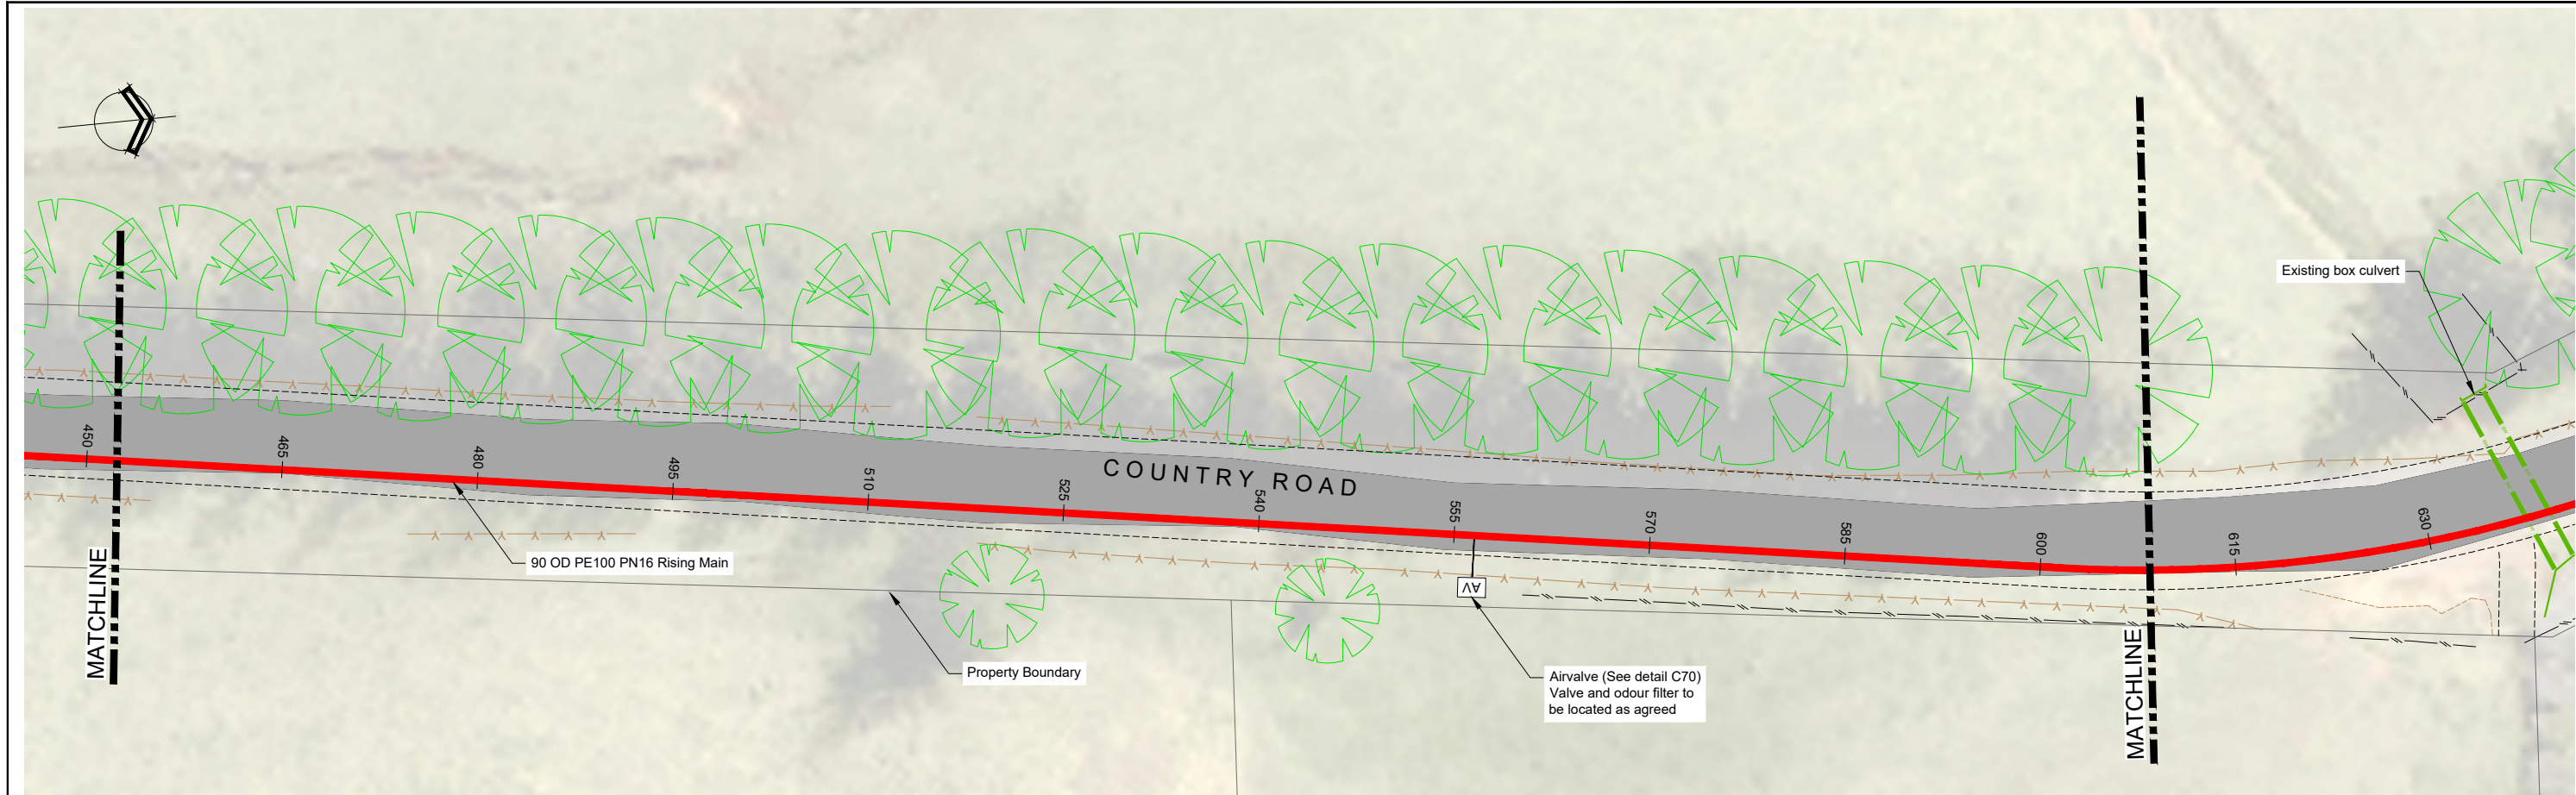 Existing box culvert
450
465
480
495
510
525
540
555
570
585
600
615
630
COUNTRY ROAD
90 OD PE100 PN16 Rising Main
AV
MATCHLINE
MATCHLINE
Property Boundary
Airvalve (See detail C70)
Valve and odour filter to
be located as agreed